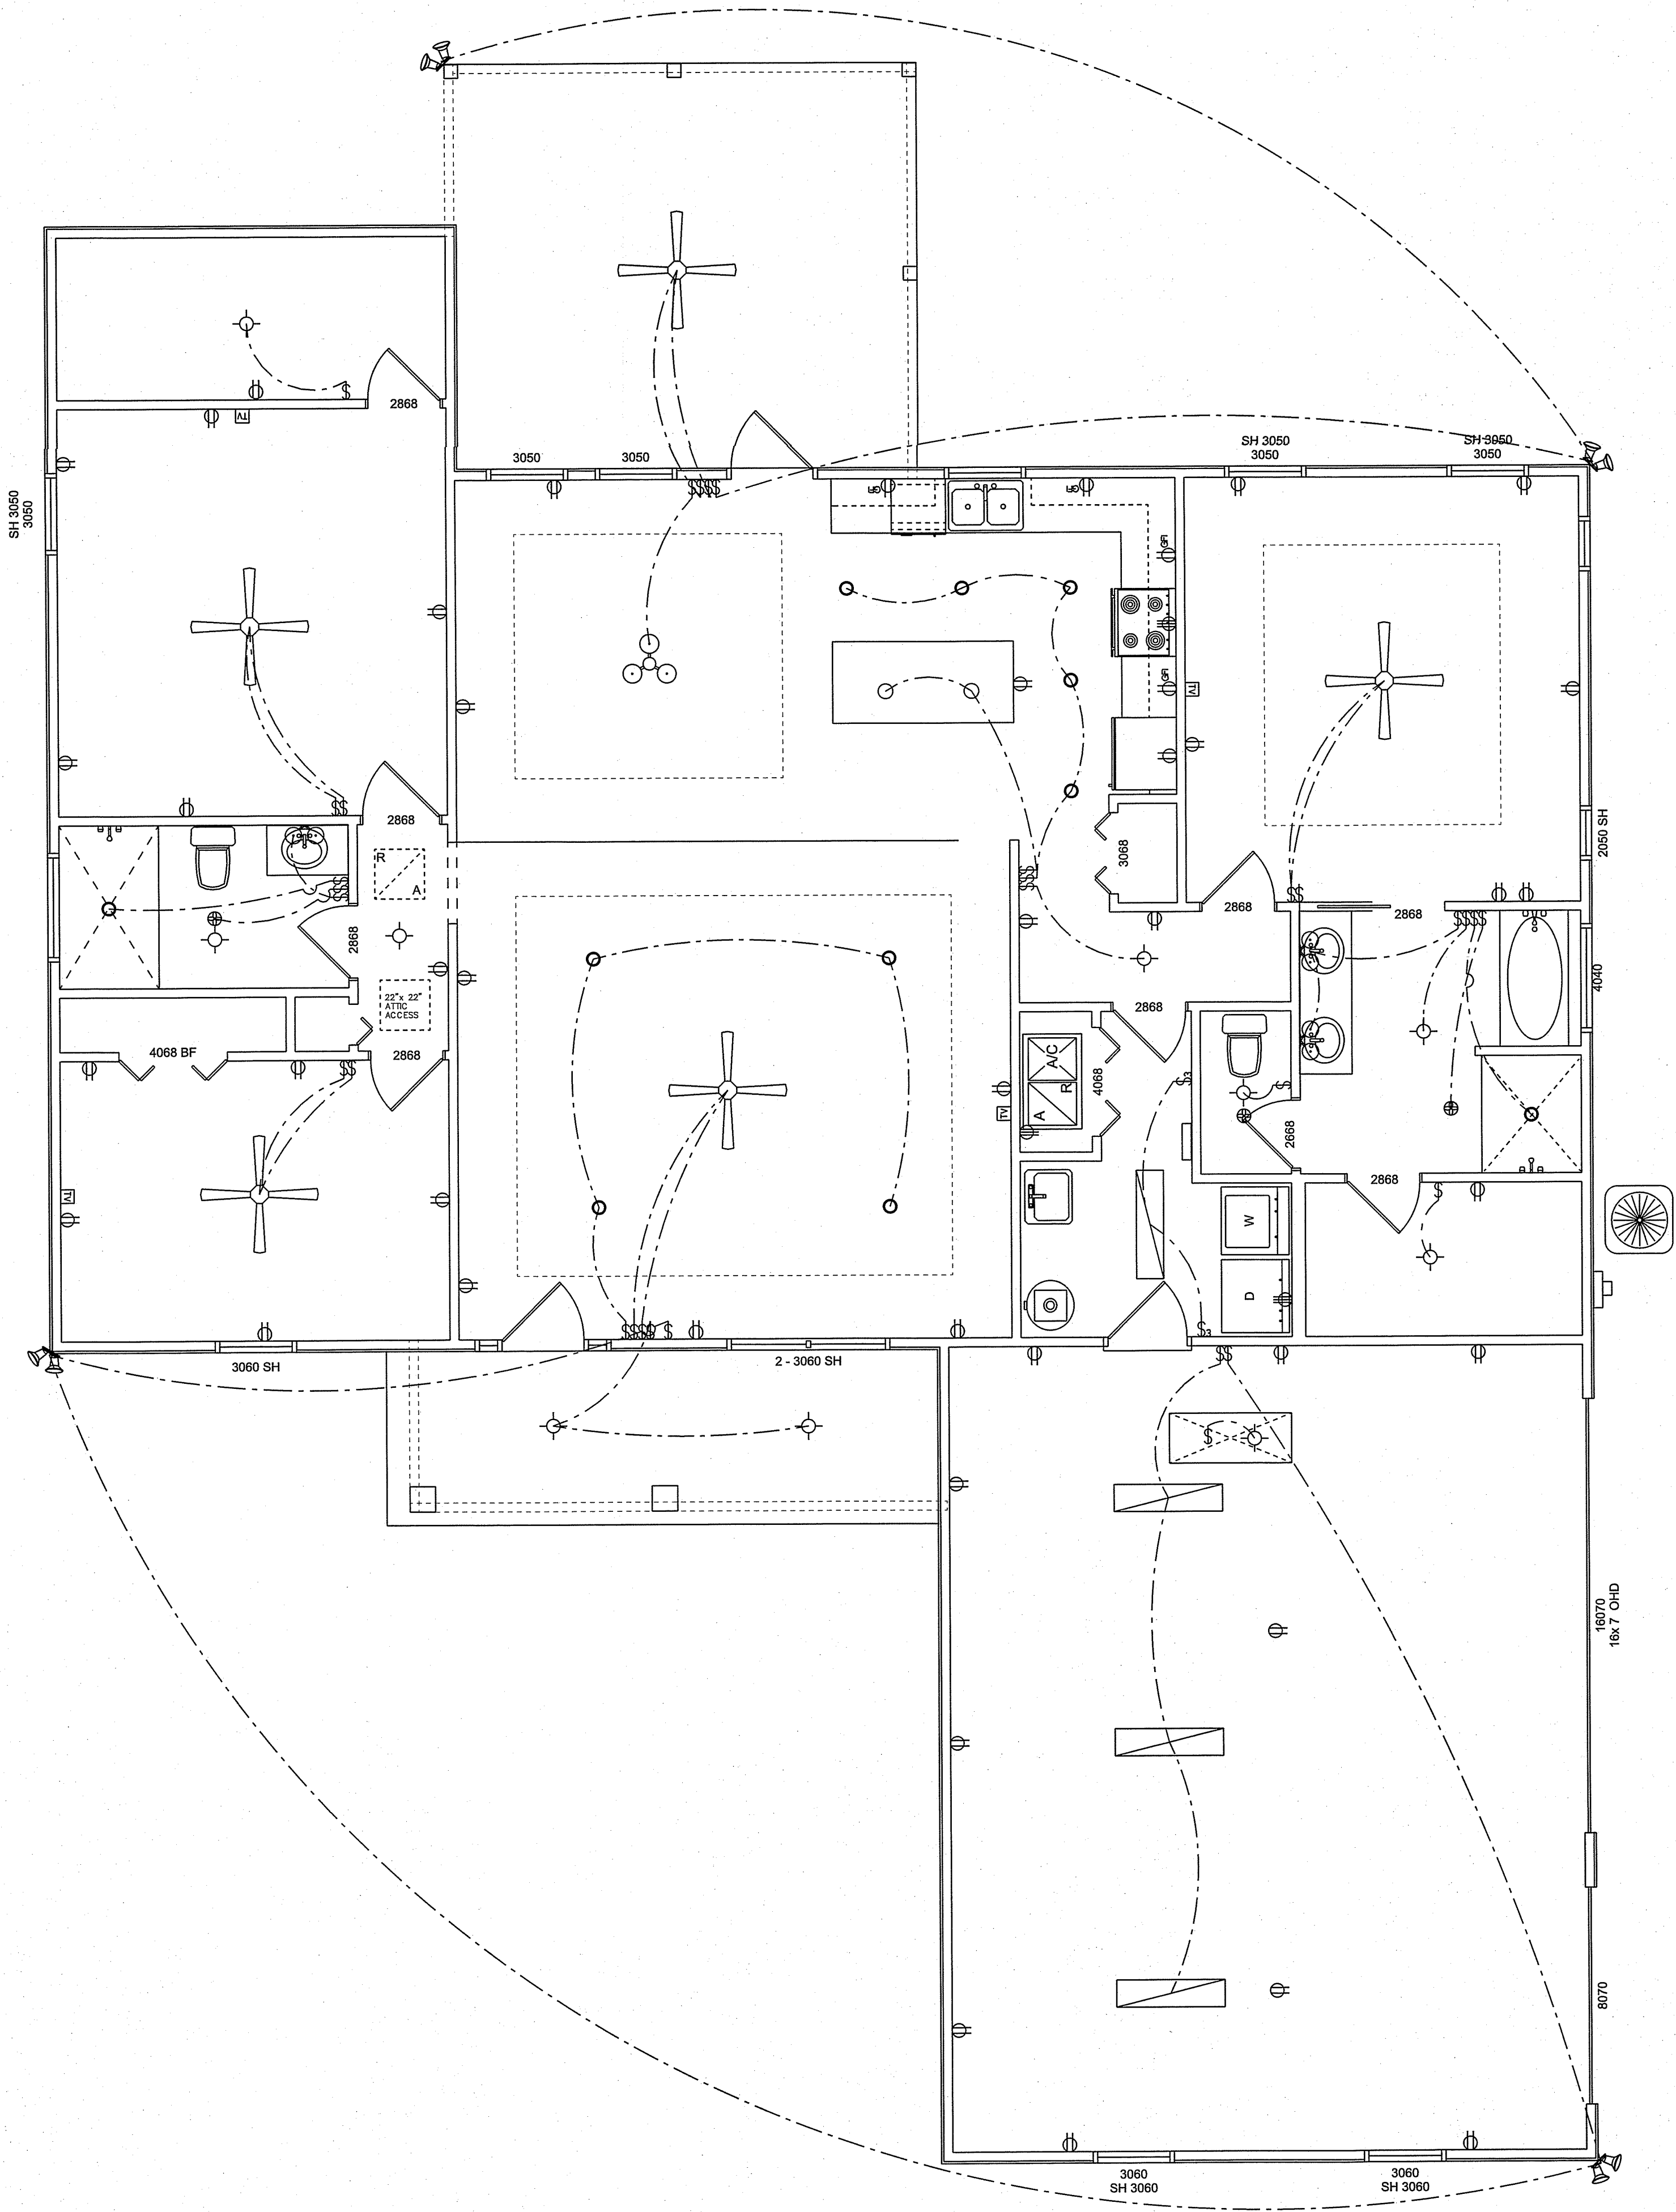 2868
TV
3050
3050
SH 3050
3050
SH 3050
3050
SH 3050
3050
$
$$$$
GFI
GFI
GFI
GFI
TV
$$
2868
R
A
2868
3068
$$$
$$$
2868
$$
2868
$$$$
2050 SH
4040
22"x 22"
ATTIC
ACCESS
4068 BF
2868
$$
TV
TV
A/C
R
A
4068
2868
$3
$
2668
2868
$
W
D
$3
$$$$
$
3060 SH
2 - 3060 SH
$$
$
16070
16x 7 OHD
8070
3060
SH 3060
3060
SH 3060